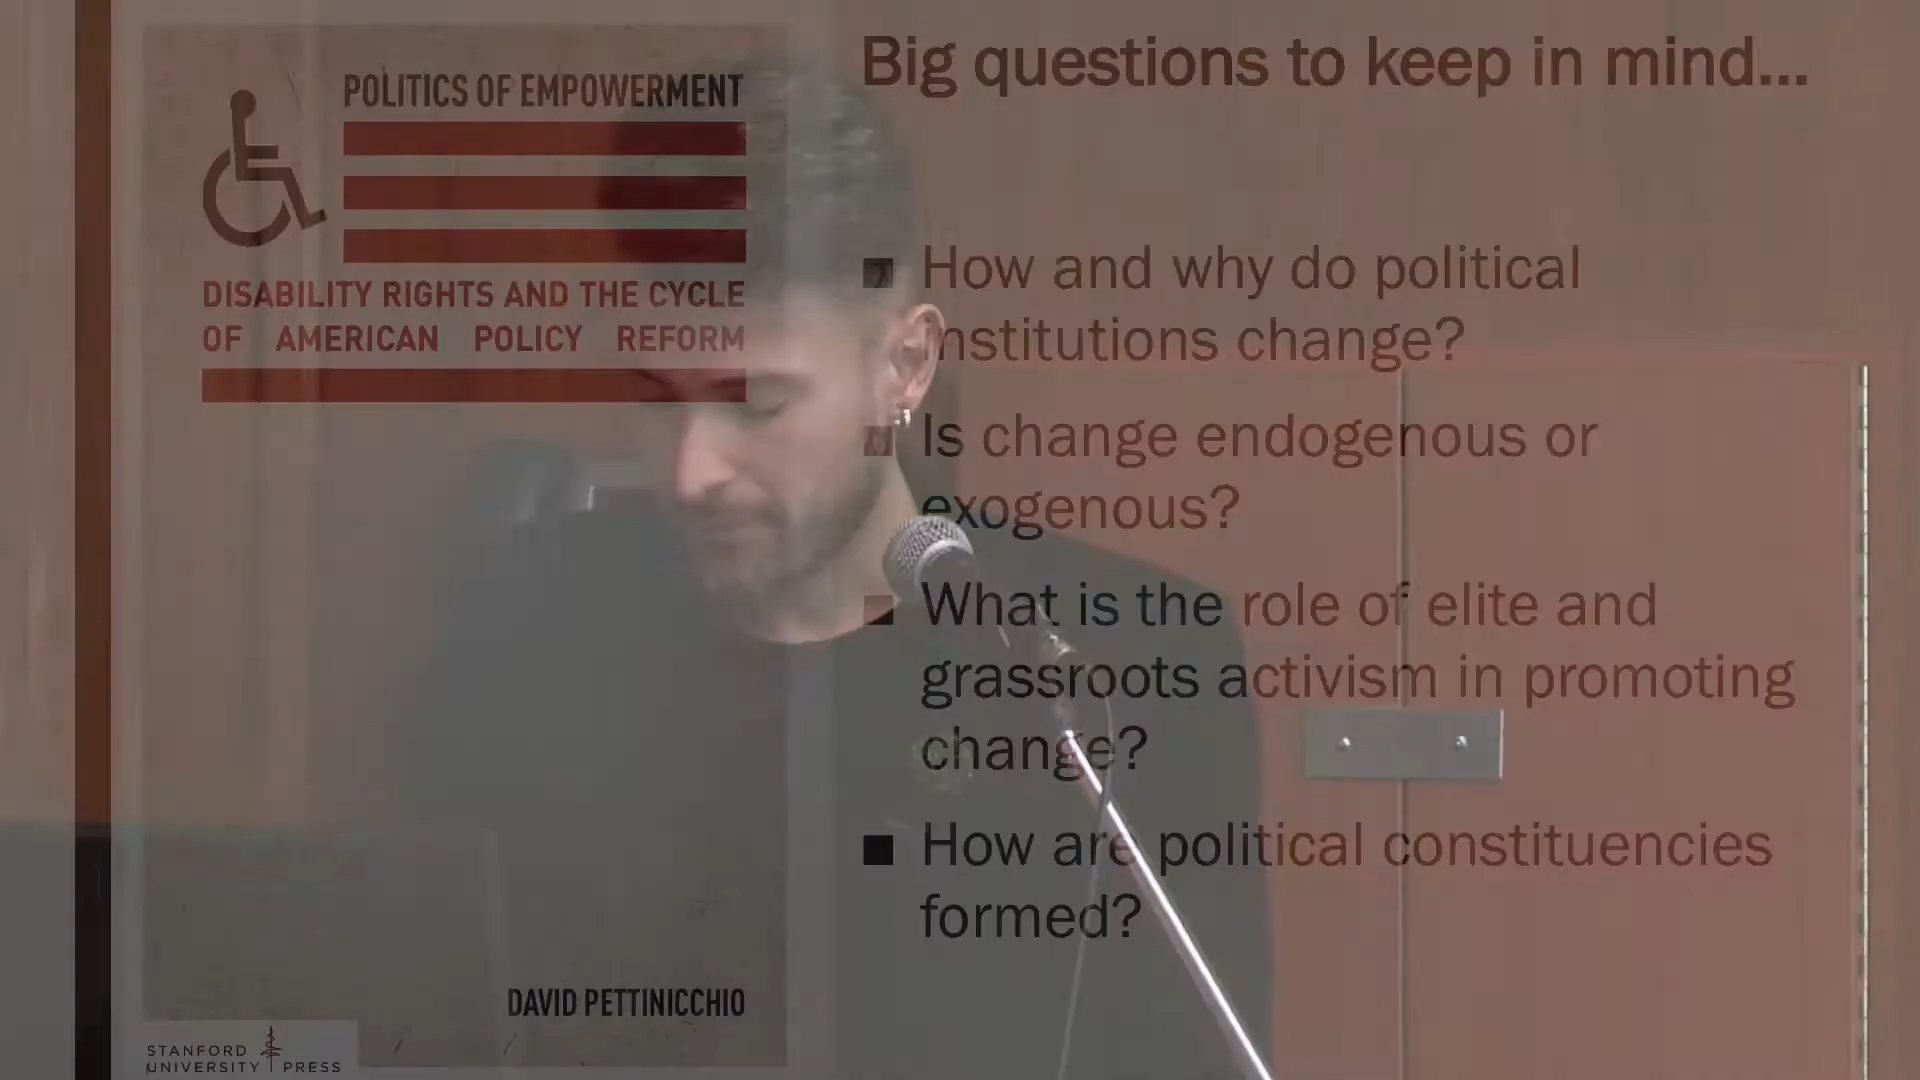 POLITICS OF EMPOWERMENT
DISABILITY RIGHTS AND THE CYCLE
OF AMERICAN POLICY REFORM
DAVID PETTINICCHIO
STANFORD
UNIVERSITY PRESS
Big questions to keep in mind...
■ How and why do political
institutions change?
■ Is change endogenous or
exogenous?
■ What is the role of elite and
grassroots activism in promoting
change?
■ How are political constituencies
formed?